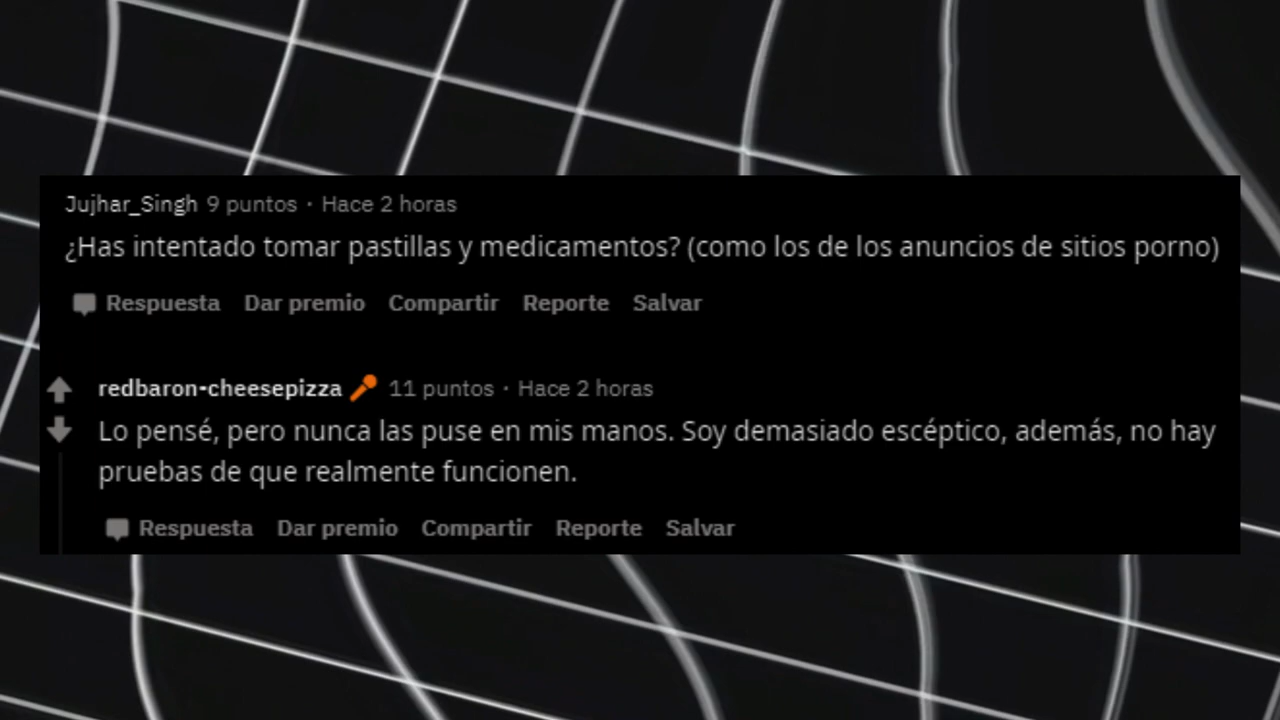 Jujhar_Singh 9 puntos · Hace 2 horas
¿Has intentado tomar pastillas y medicamentos? (como los de los anuncios de sitios porno)
Respuesta Dar premio Compartir Reporte Salvar
redbaron-cheesepizza 11 puntos · Hace 2 horas
Lo pensé, pero nunca las puse en mis manos. Soy demasiado escéptico, además, no hay
pruebas de que realmente funcionen.
Respuesta Dar premio Compartir Reporte Salvar